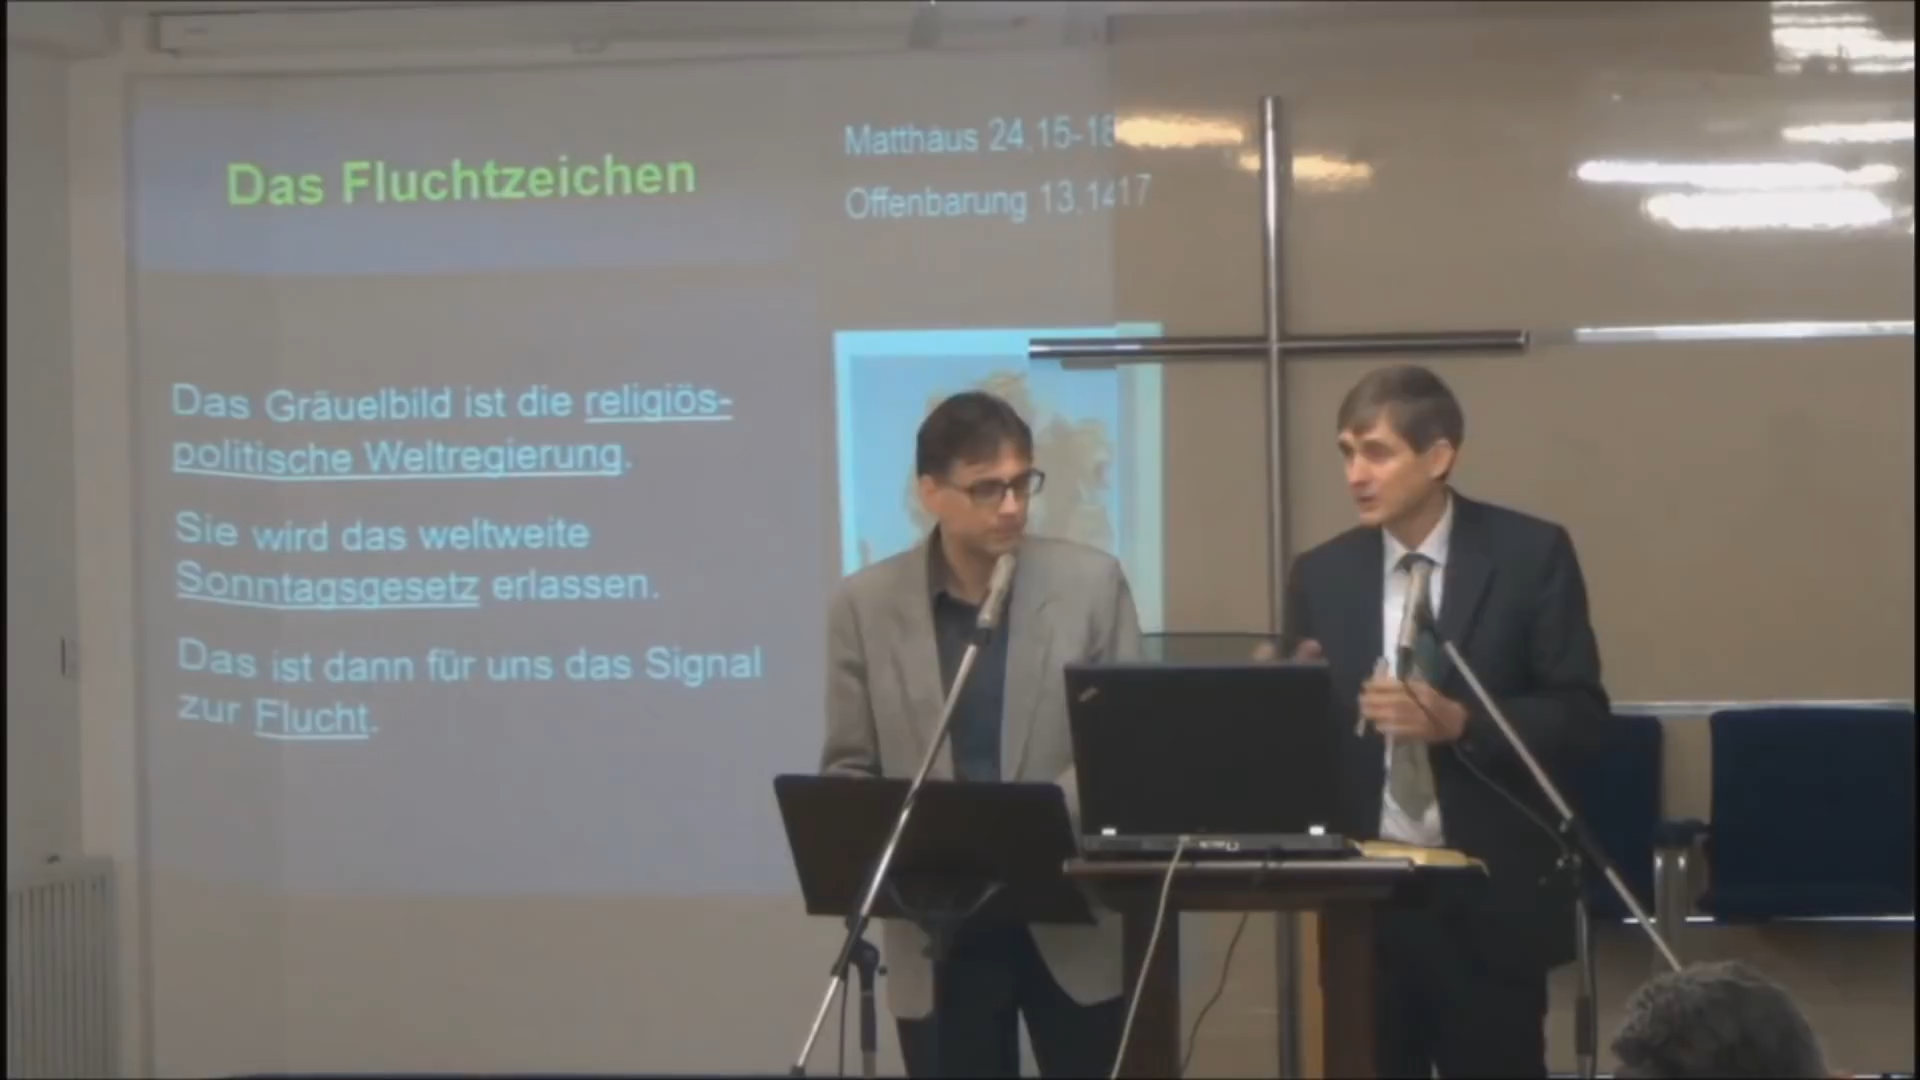 Das Fluchtzeichen
Matthäus 24,15-18
Offenbarung 13,1417
Das Gräuelbild ist die religiös-
politische Weltregierung.
Sie wird das weltweite
Sonntagsgesetz erlassen.
Das ist dann für uns das Signal
zur Flucht.